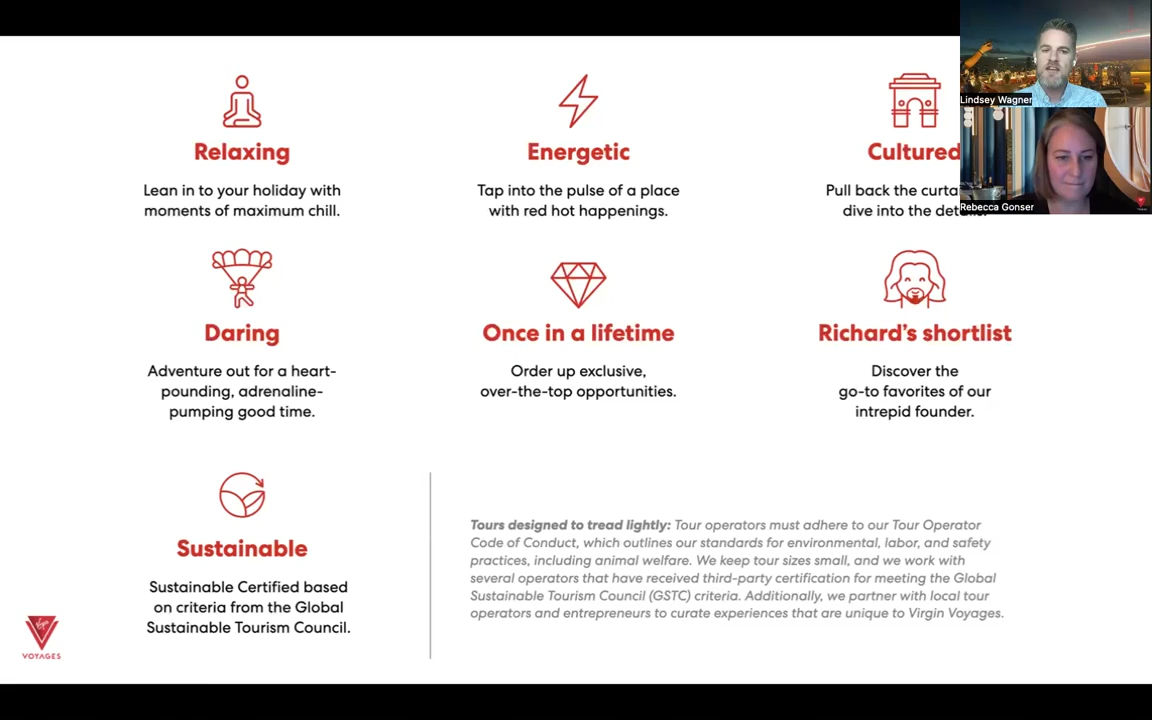 Lindsey Wagner
Rebecca Gonser
Relaxing
Lean in to your holiday with
moments of maximum chill.
Energetic
Tap into the pulse of a place
with red hot happenings.
Cultured
Pull back the
dive into the
Daring
Adventure out for a heart-
pounding, adrenaline-
pumping good time.
Once in a lifetime
Order up exclusive,
over-the-top opportunities.
Richard's shortlist
Discover the
go-to favorites of our
intrepid founder.
Sustainable
Sustainable Certified based
on criteria from the Global
Sustainable Tourism Council.
Tours designed to tread lightly: Tour operators must adhere to our Tour Operator
Code of Conduct, which outlines our standards for environmental, labor, and safety
practices, including animal welfare. We keep tour sizes small, and we work with
several operators that have received third-party certification for meeting the Global
Sustainable Tourism Council (GSTC) criteria. Additionally, we partner with local tour
operators and entrepreneurs to curate experiences that are unique to Virgin Voyages.
Virgin
VOYAGES